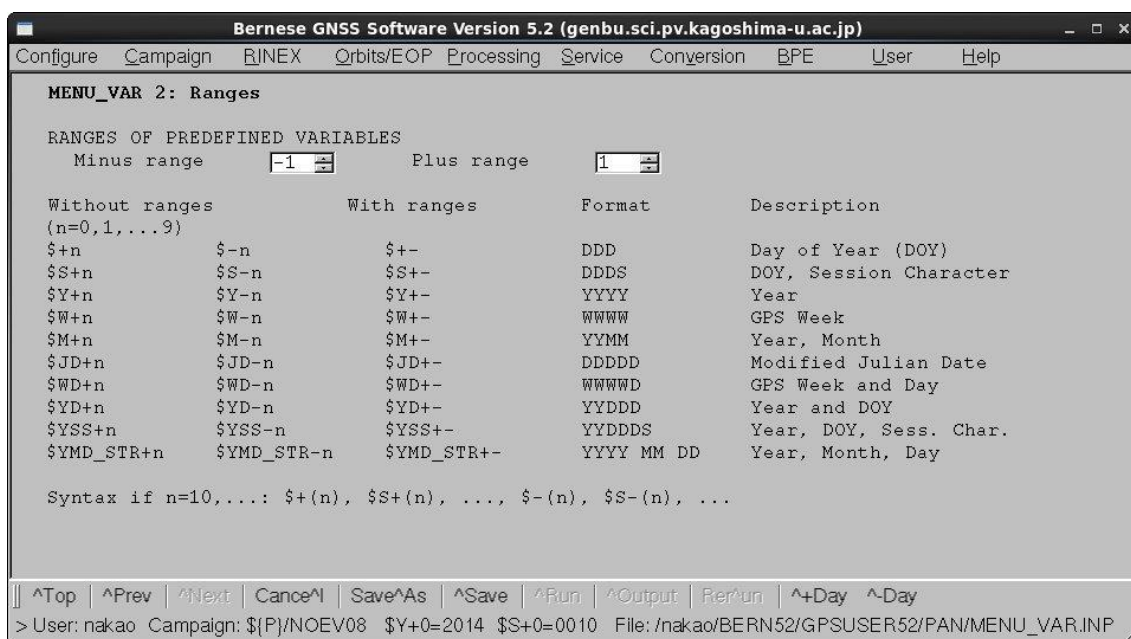 Bernese GNSS Software Version 5.2 (genbu.sci.pv.kagoshima-u.ac.jp)
Configure Campaign RINEX Orbits/EOP Processing Service Conversion BPE User Help
MENU_VAR 2: Ranges
RANGES OF PREDEFINED VARIABLES
Minus range -1 Plus range 1
Without ranges With ranges Format Description
(n=0,1,...9)
$+n $-n $+- DDD Day of Year (DOY)
$S+n $S-n $S+- DDDS DOY, Session Character
$Y+n $Y-n $Y+- YYYY Year
$W+n $W-n $W+- WWWW GPS Week
$M+n $M-n $M+- YYMM Year, Month
$JD+n $JD-n $JD+- DDDDD Modified Julian Date
$WD+n $WD-n $WD+- WWWWD GPS Week and Day
$YD+n $YD-n $YD+- YYDDD Year and DOY
$YSS+n $YSS-n $YSS+- YYDDDS Year, DOY, Sess. Char.
$YMD_STR+n $YMD_STR-n $YMD_STR+- YYYY MM DD Year, Month, Day
Syntax if n=10,...: $+(n), $S+(n), ..., $-(n), $S-(n), ...
^Top | ^Prev | ^Next | Cance^l | Save^As | ^Save | ^Run | ^Output | Rer^un | ^+Day ^-Day
> User: nakao Campaign: ${P}/NOEV08 $Y+0=2014 $S+0=0010 File: /nakao/BERN52/GPSUSER52/PAN/MENU_VAR.INP